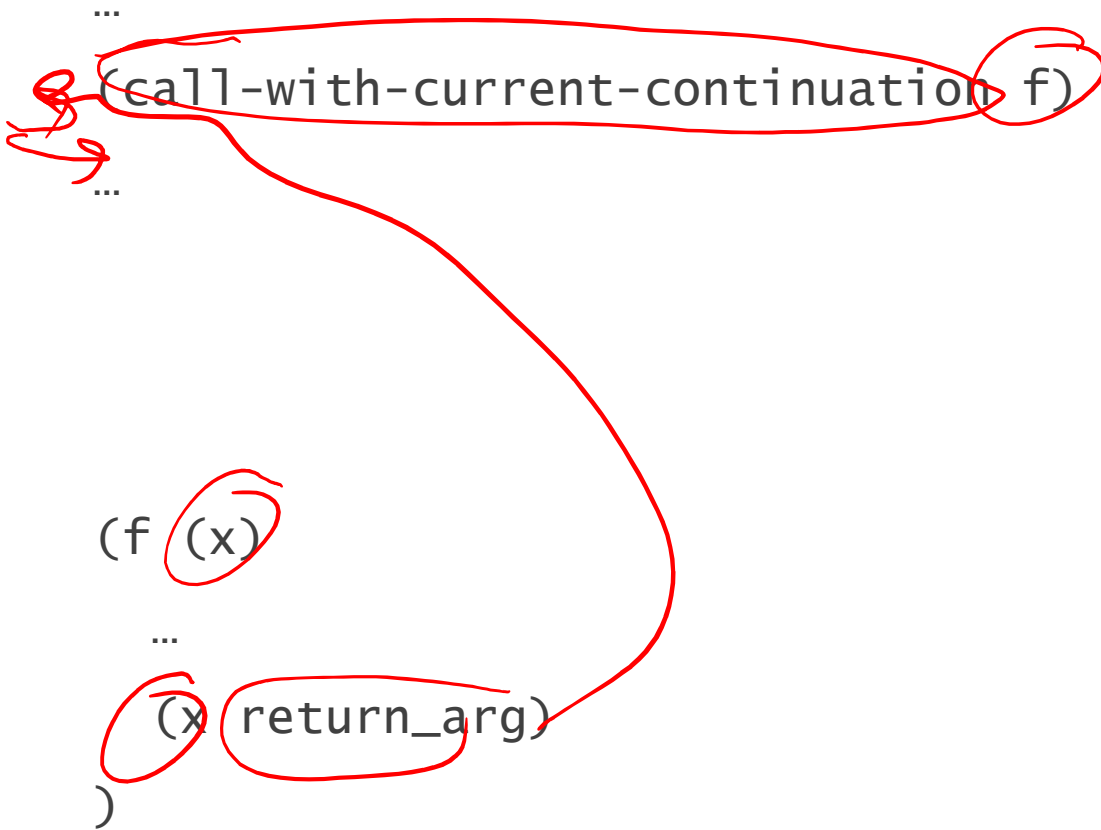 …
(call-with-current-continuation f)
…
(f (x)
…
(x return_arg)
)